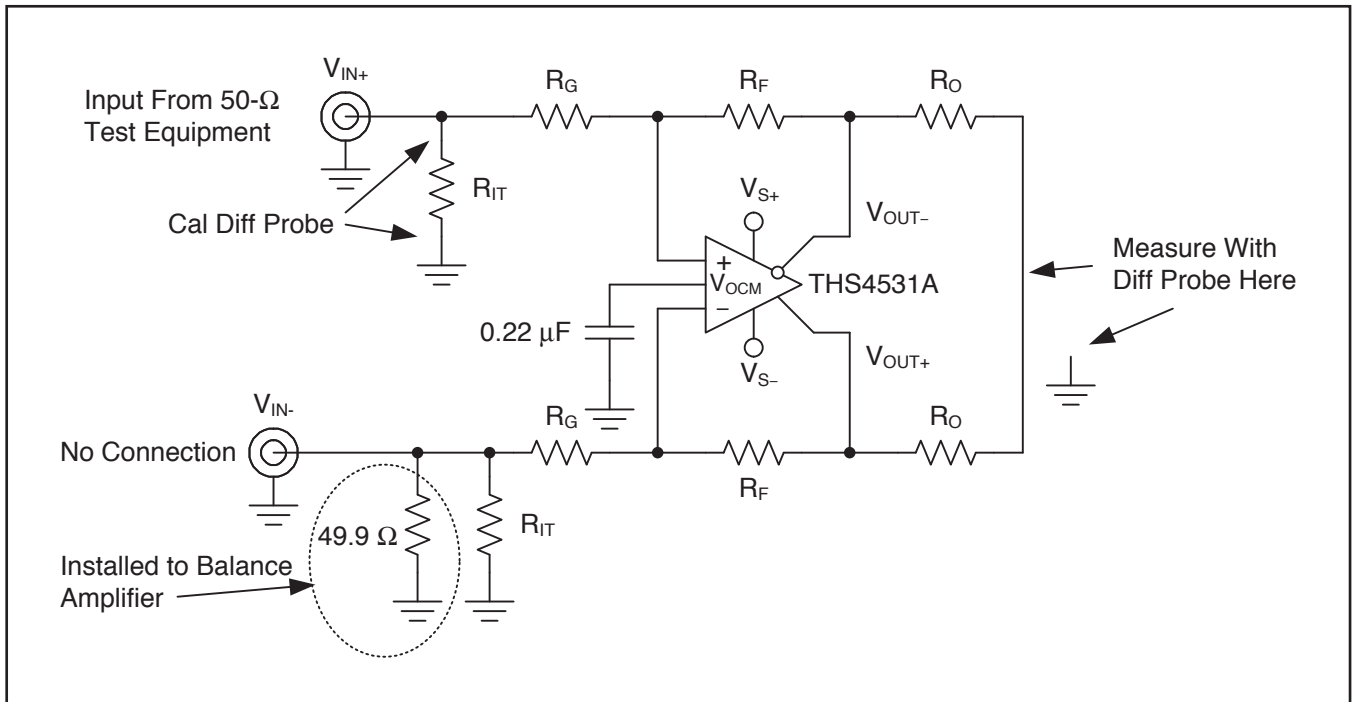 V_IN+
Input From 50-Ω
Test Equipment
R_G
R_F
R_O
R_IT
Cal Diff Probe
V_S+
V_OUT–
+
V_OCM
–
THS4531A
Measure With
Diff Probe Here
0.22 μF
V_S–
V_OUT+
V_IN-
No Connection
R_G
R_F
R_O
49.9 Ω
R_IT
Installed to Balance
Amplifier